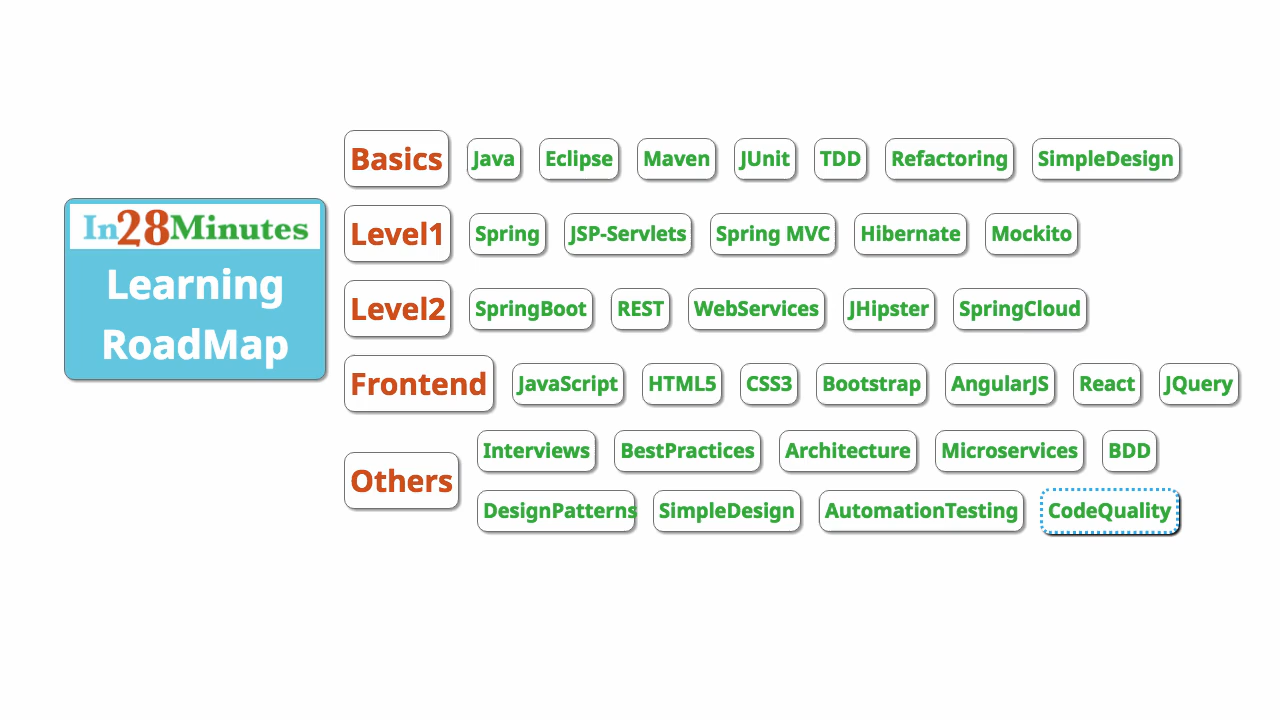 In28Minutes
Learning
RoadMap
Basics Java Eclipse Maven JUnit TDD Refactoring SimpleDesign
Level1 Spring JSP-Servlets Spring MVC Hibernate Mockito
Level2 SpringBoot REST WebServices JHipster SpringCloud
Frontend JavaScript HTML5 CSS3 Bootstrap AngularJS React JQuery
Others
Interviews BestPractices Architecture Microservices BDD
DesignPatterns SimpleDesign AutomationTesting CodeQuality